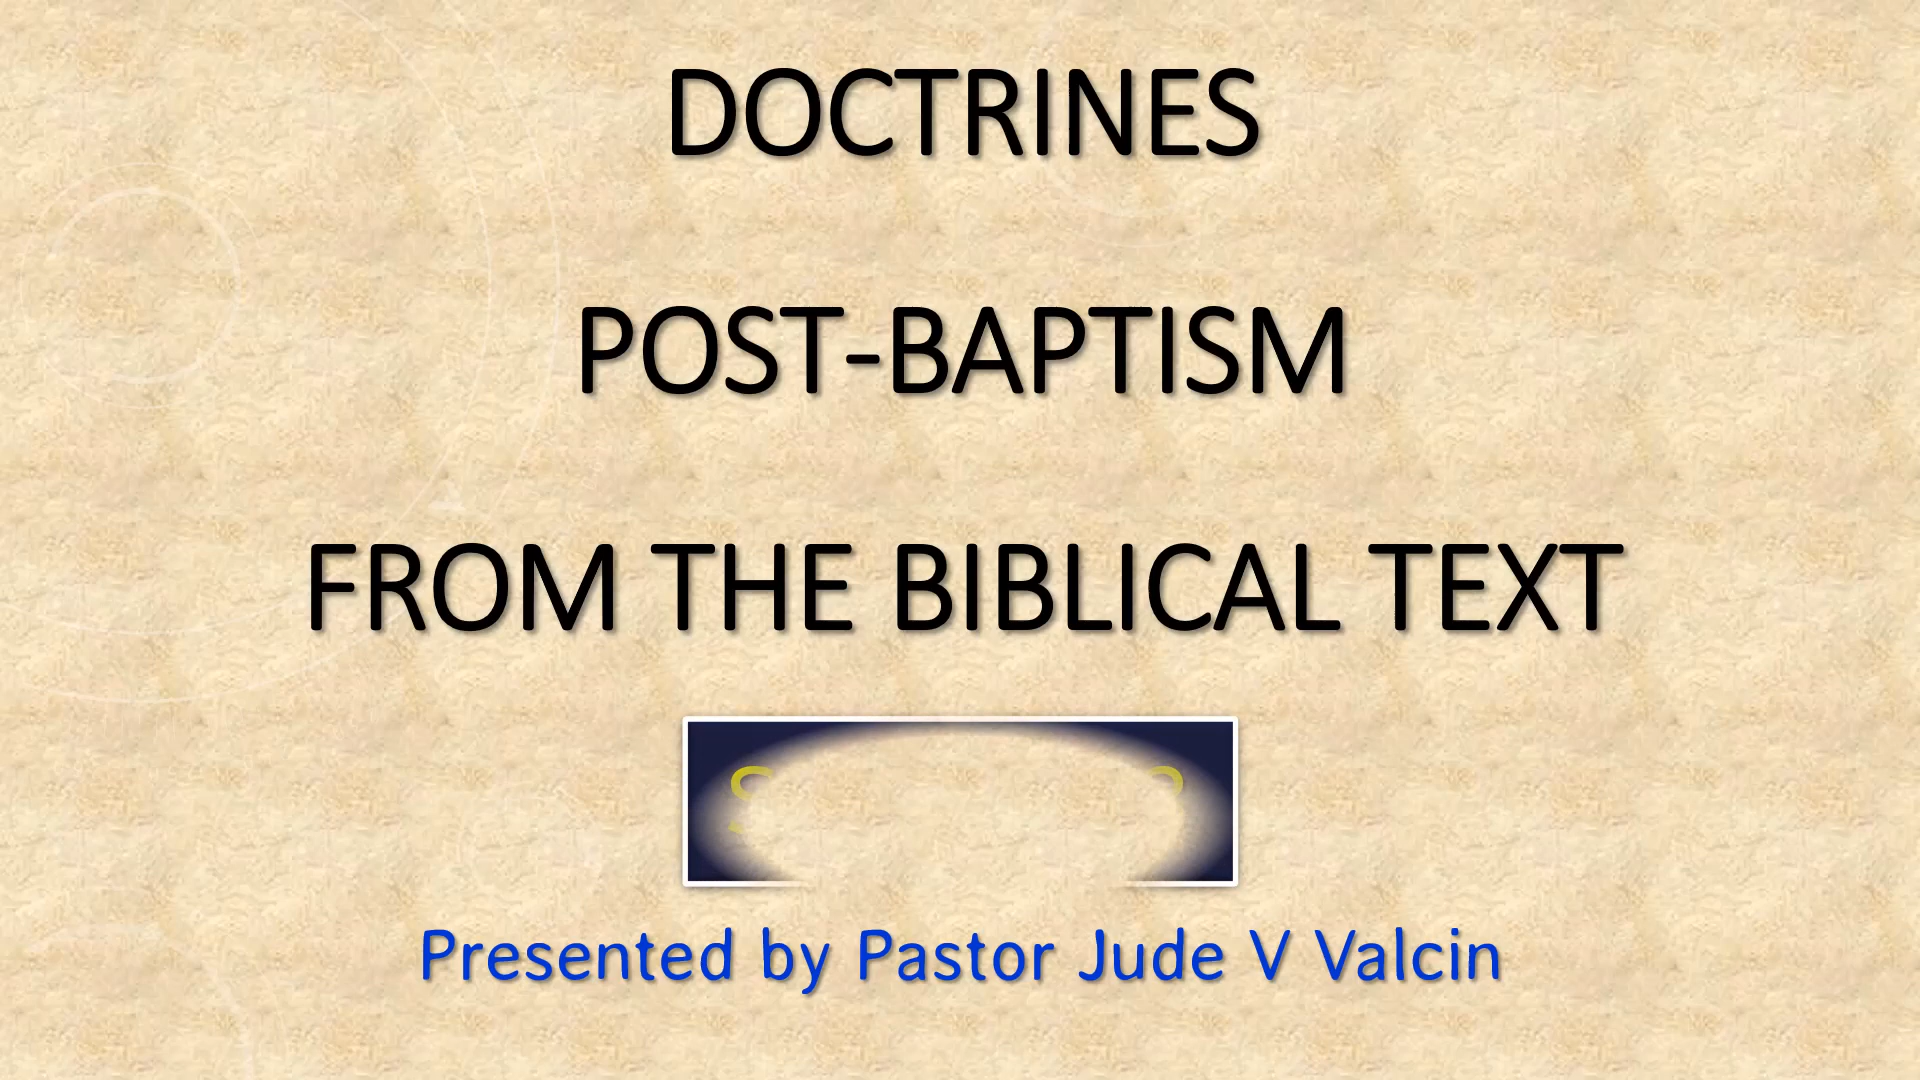 DOCTRINES
POST-BAPTISM
FROM THE BIBLICAL TEXT
Presented by Pastor Jude V Valcin